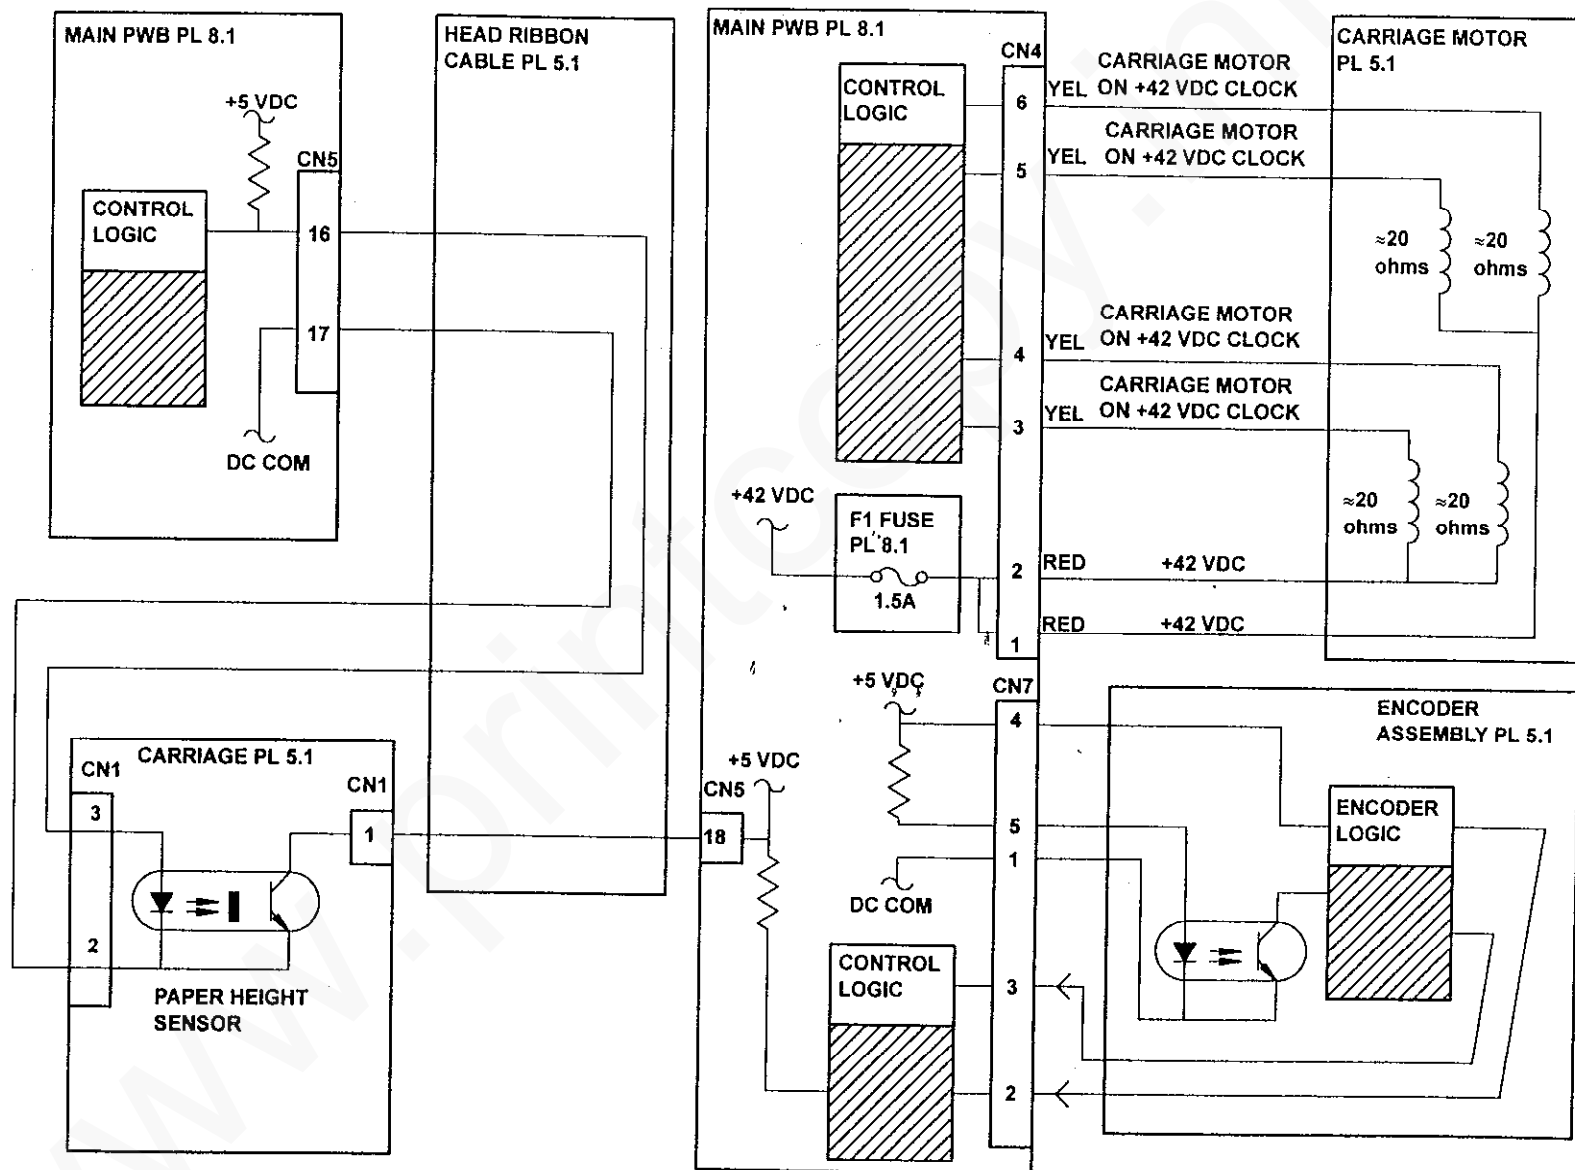 MAIN PWB PL 8.1
+5 VDC
CN5
CONTROL
LOGIC
16
17
DC COM
HEAD RIBBON
CABLE PL 5.1
CARRIAGE PL 5.1
CN1
3
2
CN1
1
PAPER HEIGHT
SENSOR
MAIN PWB PL 8.1
CN4
CONTROL
LOGIC
6
YEL
CARRIAGE MOTOR
ON +42 VDC CLOCK
5
YEL
CARRIAGE MOTOR
ON +42 VDC CLOCK
4
YEL
CARRIAGE MOTOR
ON +42 VDC CLOCK
3
YEL
CARRIAGE MOTOR
ON +42 VDC CLOCK
+42 VDC
F1 FUSE
PL 8.1
1.5A
2
RED
+42 VDC
1
RED
+42 VDC
CARRIAGE MOTOR
PL 5.1
≈20
ohms
≈20
ohms
≈20
ohms
≈20
ohms
+5 VDC
CN7
4
5
1
DC COM
+5 VDC
CN5
18
CONTROL
LOGIC
3
2
ENCODER
ASSEMBLY PL 5.1
ENCODER
LOGIC
www.printcopy.in